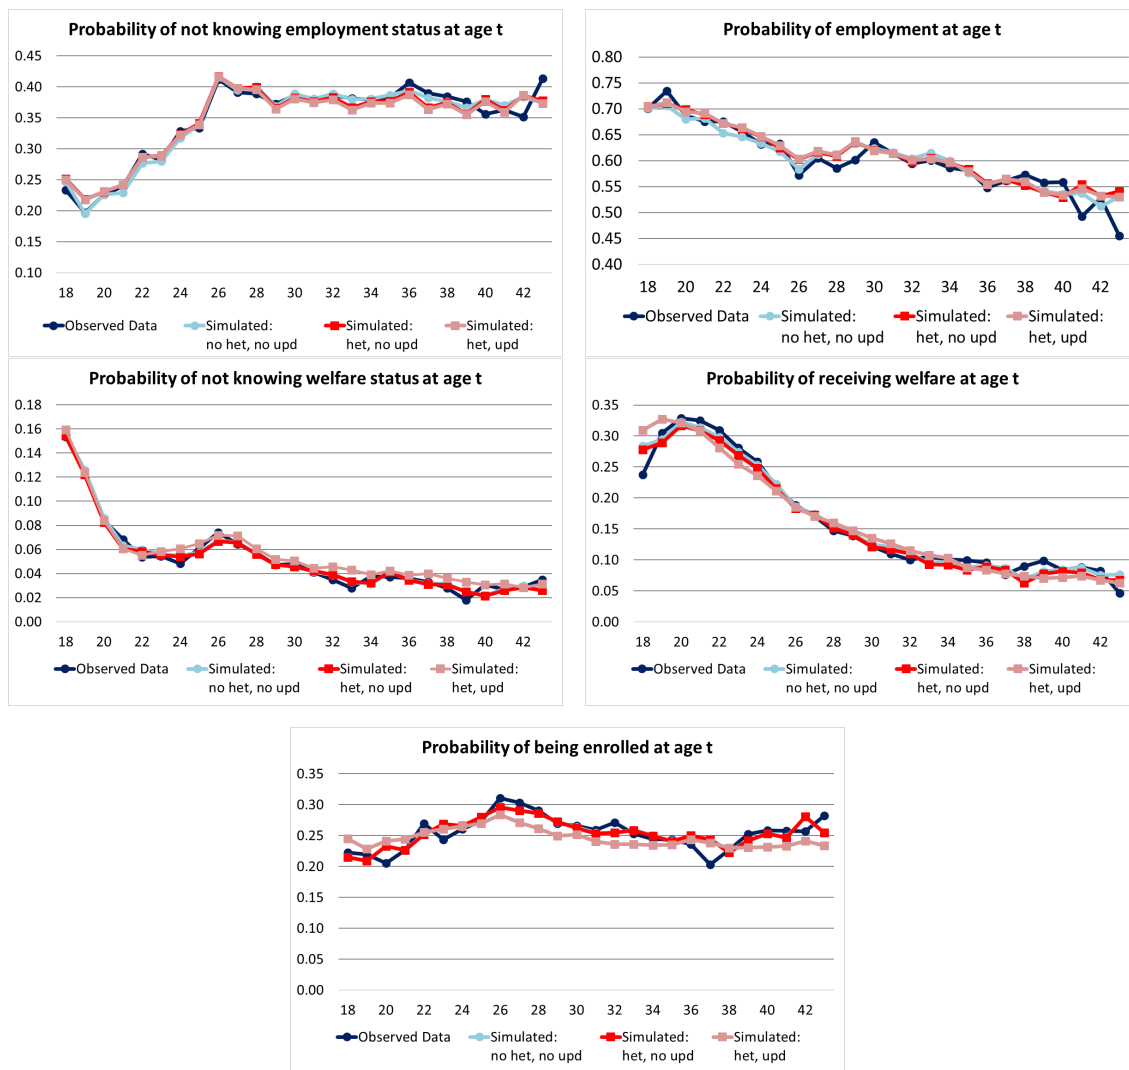 Probability of not knowing employment status at age t
0.45
0.40
0.35
0.30
0.25
0.20
0.15
0.10
18 20 22 24 26 28 30 32 34 36 38 40 42
Observed Data Simulated: Simulated: Simulated:
no het, no upd het, no upd het, upd
Probability of employment at age t
0.80
0.75
0.70
0.65
0.60
0.55
0.50
0.45
0.40
18 20 22 24 26 28 30 32 34 36 38 40 42
Observed Data Simulated: Simulated: Simulated:
no het, no upd het, no upd het, upd
Probability of not knowing welfare status at age t
0.18
0.16
0.14
0.12
0.10
0.08
0.06
0.04
0.02
0.00
18 20 22 24 26 28 30 32 34 36 38 40 42
Observed Data Simulated: Simulated: Simulated:
no het, no upd het, no upd het, upd
Probability of receiving welfare at age t
0.35
0.30
0.25
0.20
0.15
0.10
0.05
0.00
18 20 22 24 26 28 30 32 34 36 38 40 42
Observed Data Simulated: Simulated: Simulated:
no het, no upd het, no upd het, upd
Probability of being enrolled at age t
0.35
0.30
0.25
0.20
0.15
0.10
0.05
0.00
18 20 22 24 26 28 30 32 34 36 38 40 42
Observed Data Simulated: Simulated: Simulated:
no het, no upd het, no upd het, upd